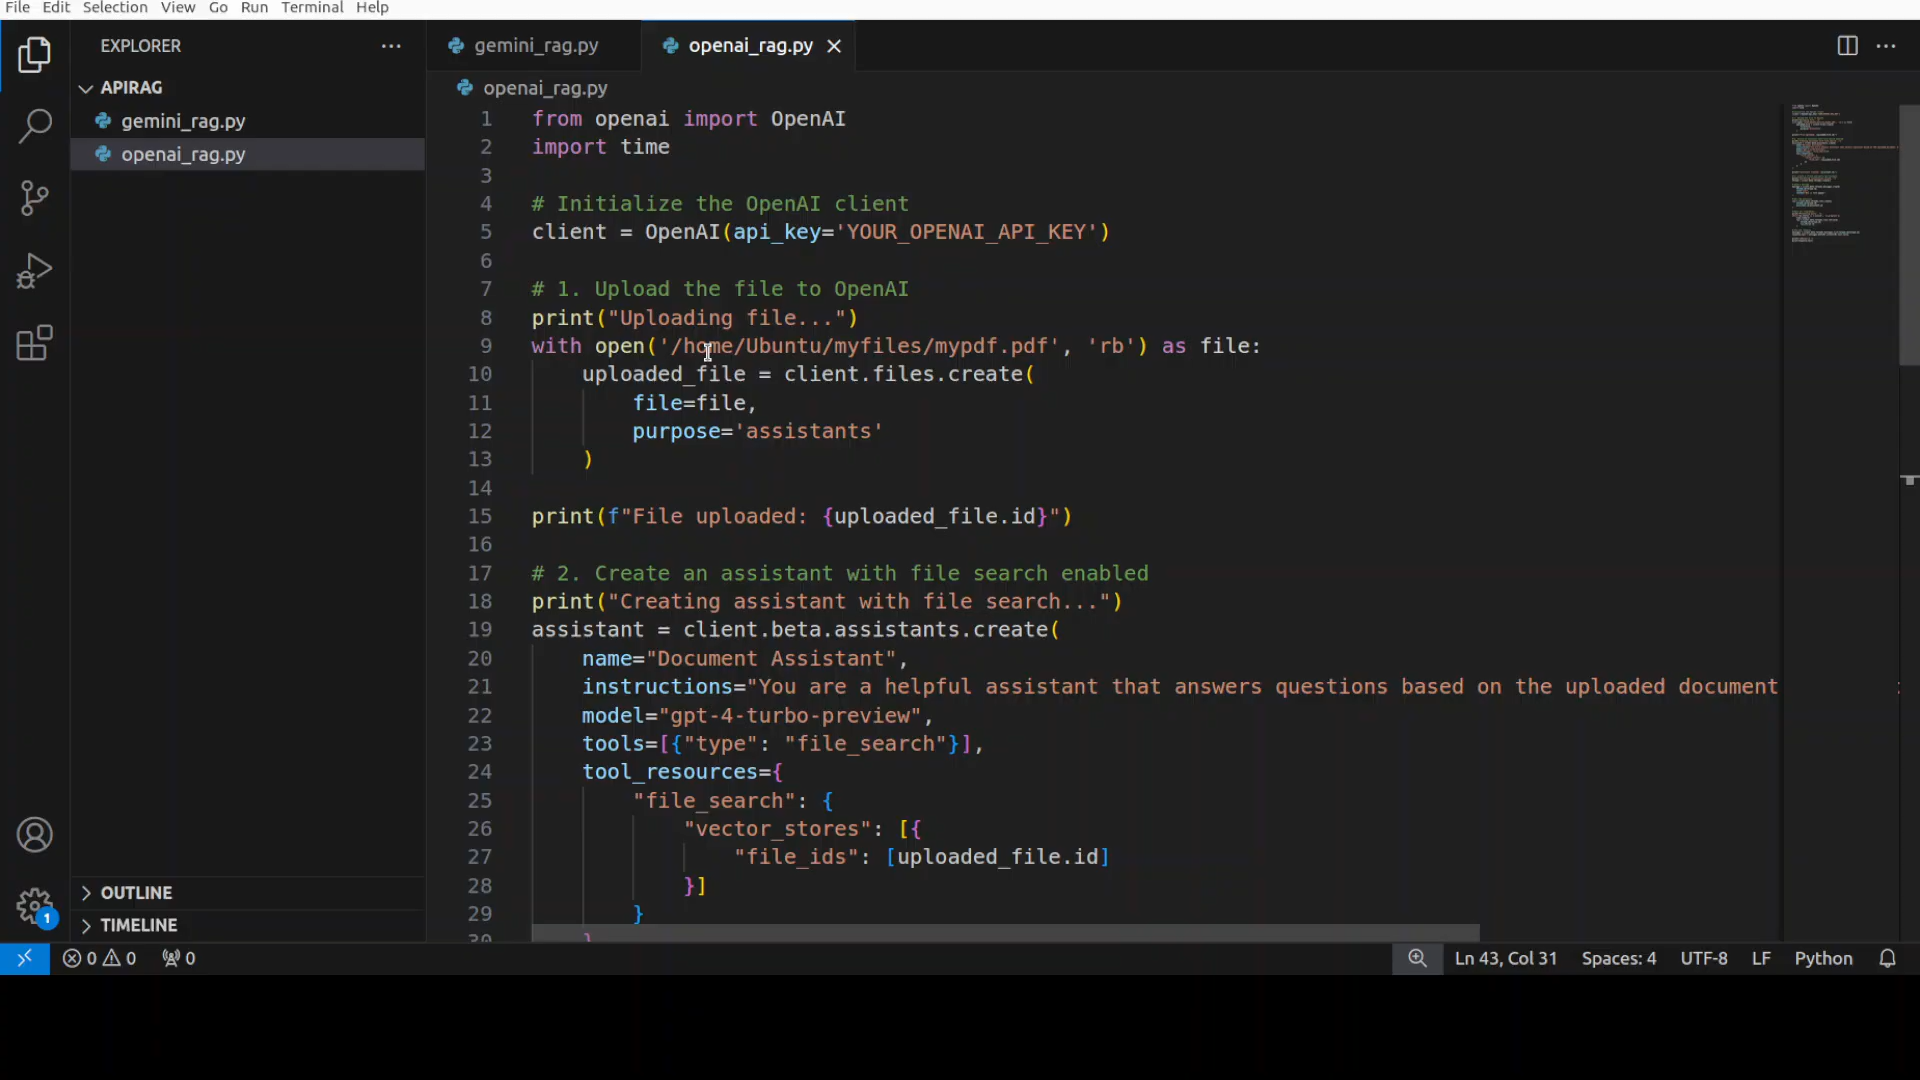 File Edit Selection View Go Run Terminal Help
EXPLORER
APIRAG
gemini_rag.py
openai_rag.py
OUTLINE
TIMELINE
gemini_rag.py openai_rag.py
openai_rag.py
1 from openai import OpenAI
2 import time
3
4 # Initialize the OpenAI client
5 client = OpenAI(api_key='YOUR_OPENAI_API_KEY')
6
7 # 1. Upload the file to OpenAI
8 print("Uploading file...")
9 with open('/home/Ubuntu/myfiles/mypdf.pdf', 'rb') as file:
10 uploaded_file = client.files.create(
11 file=file,
12 purpose='assistants'
13 )
14
15 print(f"File uploaded: {uploaded_file.id}")
16
17 # 2. Create an assistant with file search enabled
18 print("Creating assistant with file search...")
19 assistant = client.beta.assistants.create(
20 name="Document Assistant",
21 instructions="You are a helpful assistant that answers questions based on the uploaded document
22 model="gpt-4-turbo-preview",
23 tools=[{"type": "file_search"}],
24 tool_resources={
25 "file_search": {
26 "vector_stores": [{
27 "file_ids": [uploaded_file.id]
28 }]
29 }
30 }
1
0 0 0
Ln 43, Col 31 Spaces: 4 UTF-8 LF Python